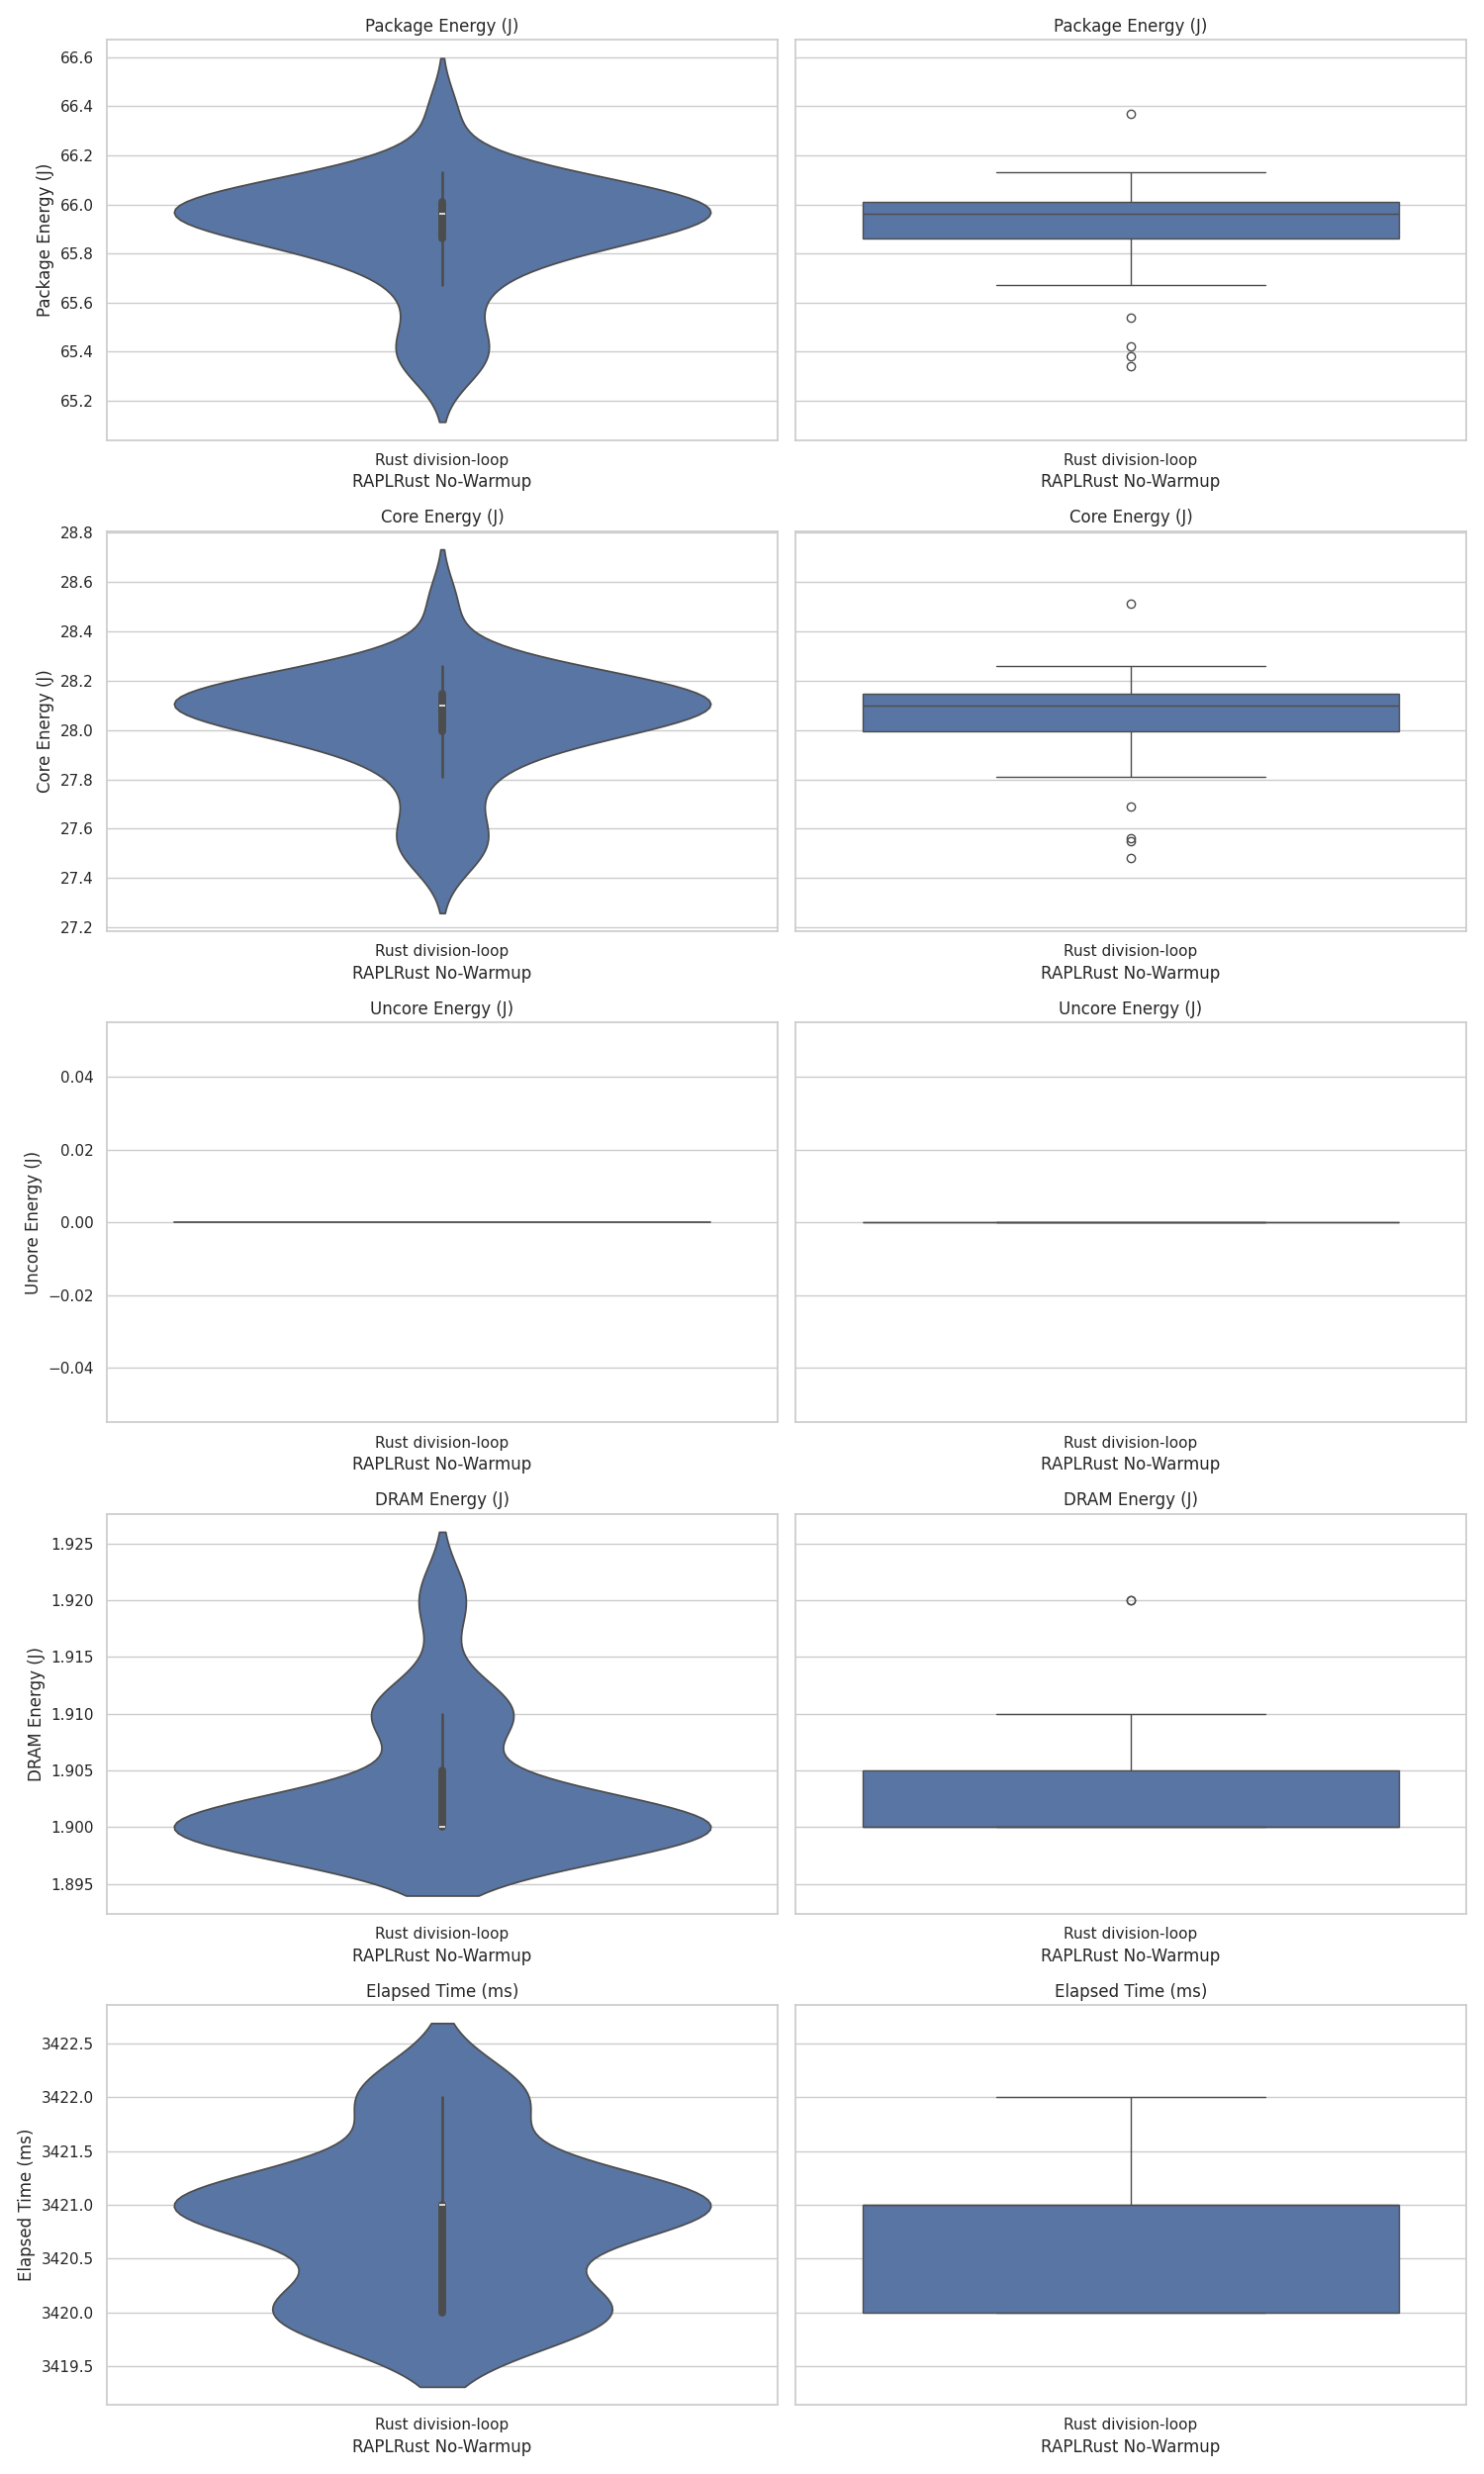 Package Energy (J)
Package Energy (J)
Package Energy (J)
66.6
66.4
66.2
66.0
65.8
65.6
65.4
65.2
Rust division-loop
RAPLRust No-Warmup
Rust division-loop
RAPLRust No-Warmup
Core Energy (J)
Core Energy (J)
Core Energy (J)
28.8
28.6
28.4
28.2
28.0
27.8
27.6
27.4
27.2
Rust division-loop
RAPLRust No-Warmup
Rust division-loop
RAPLRust No-Warmup
Uncore Energy (J)
Uncore Energy (J)
Uncore Energy (J)
0.04
0.02
0.00
−0.02
−0.04
Rust division-loop
RAPLRust No-Warmup
Rust division-loop
RAPLRust No-Warmup
DRAM Energy (J)
DRAM Energy (J)
DRAM Energy (J)
1.925
1.920
1.915
1.910
1.905
1.900
1.895
Rust division-loop
RAPLRust No-Warmup
Rust division-loop
RAPLRust No-Warmup
Elapsed Time (ms)
Elapsed Time (ms)
Elapsed Time (ms)
3422.5
3422.0
3421.5
3421.0
3420.5
3420.0
3419.5
Rust division-loop
RAPLRust No-Warmup
Rust division-loop
RAPLRust No-Warmup